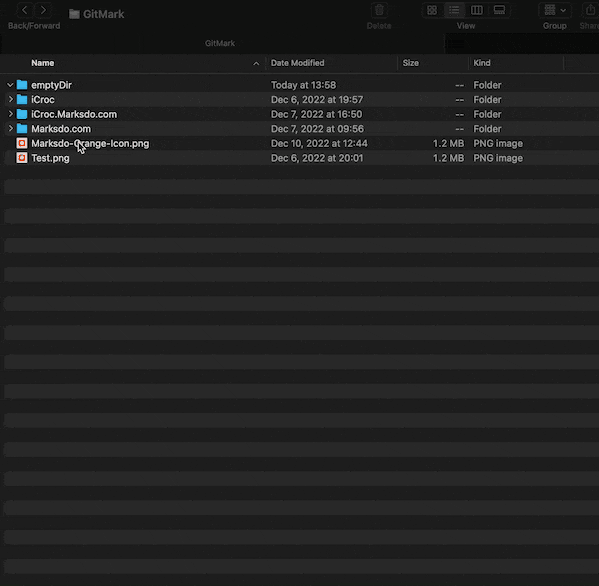 GitMark
Back/Forward
Delete
View
Group
Share
GitMark
Name Date Modified Size Kind
emptyDir Today at 13:58 -- Folder
iCroc Dec 6, 2022 at 19:57 -- Folder
iCroc.Marksdo.com Dec 7, 2022 at 16:50 -- Folder
Marksdo.com Dec 7, 2022 at 09:56 -- Folder
Marksdo-Orange-Icon.png Dec 10, 2022 at 12:44 1.2 MB PNG image
Test.png Dec 6, 2022 at 20:01 1.2 MB PNG image